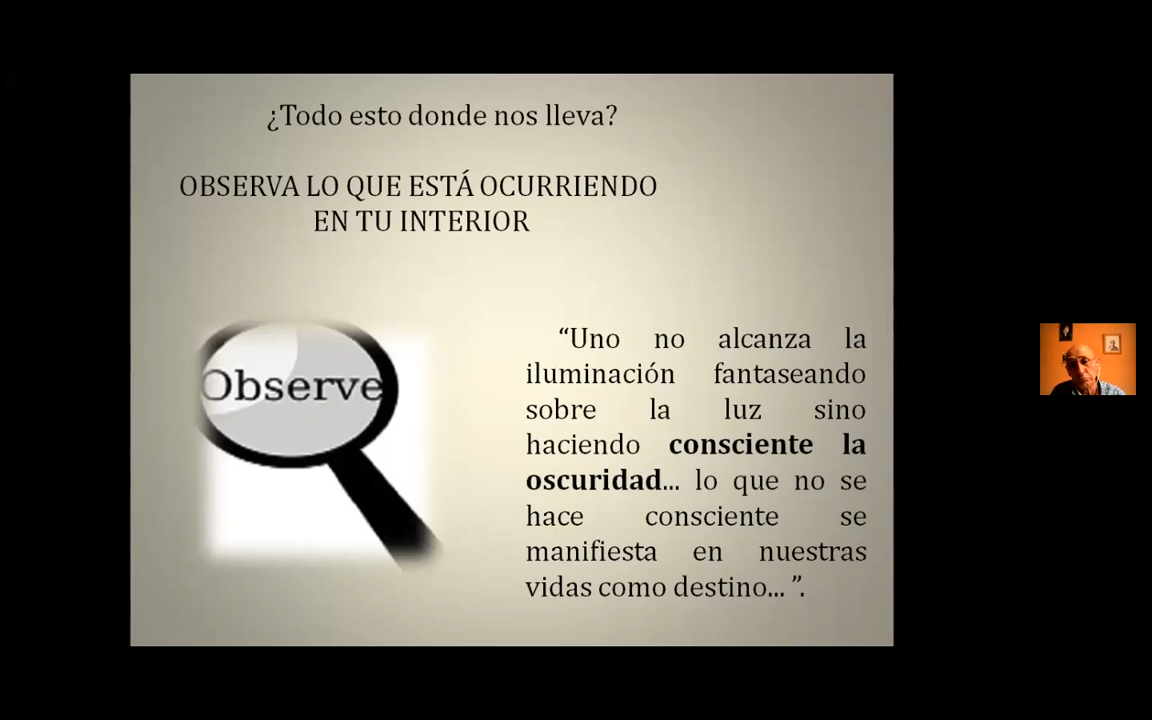 ¿Todo esto donde nos lleva?
OBSERVA LO QUE ESTÁ OCURRIENDO
EN TU INTERIOR
Observe
“Uno no alcanza la
iluminación fantaseando
sobre la luz sino
haciendo consciente la
oscuridad... lo que no se
hace consciente se
manifiesta en nuestras
vidas como destino... ”.